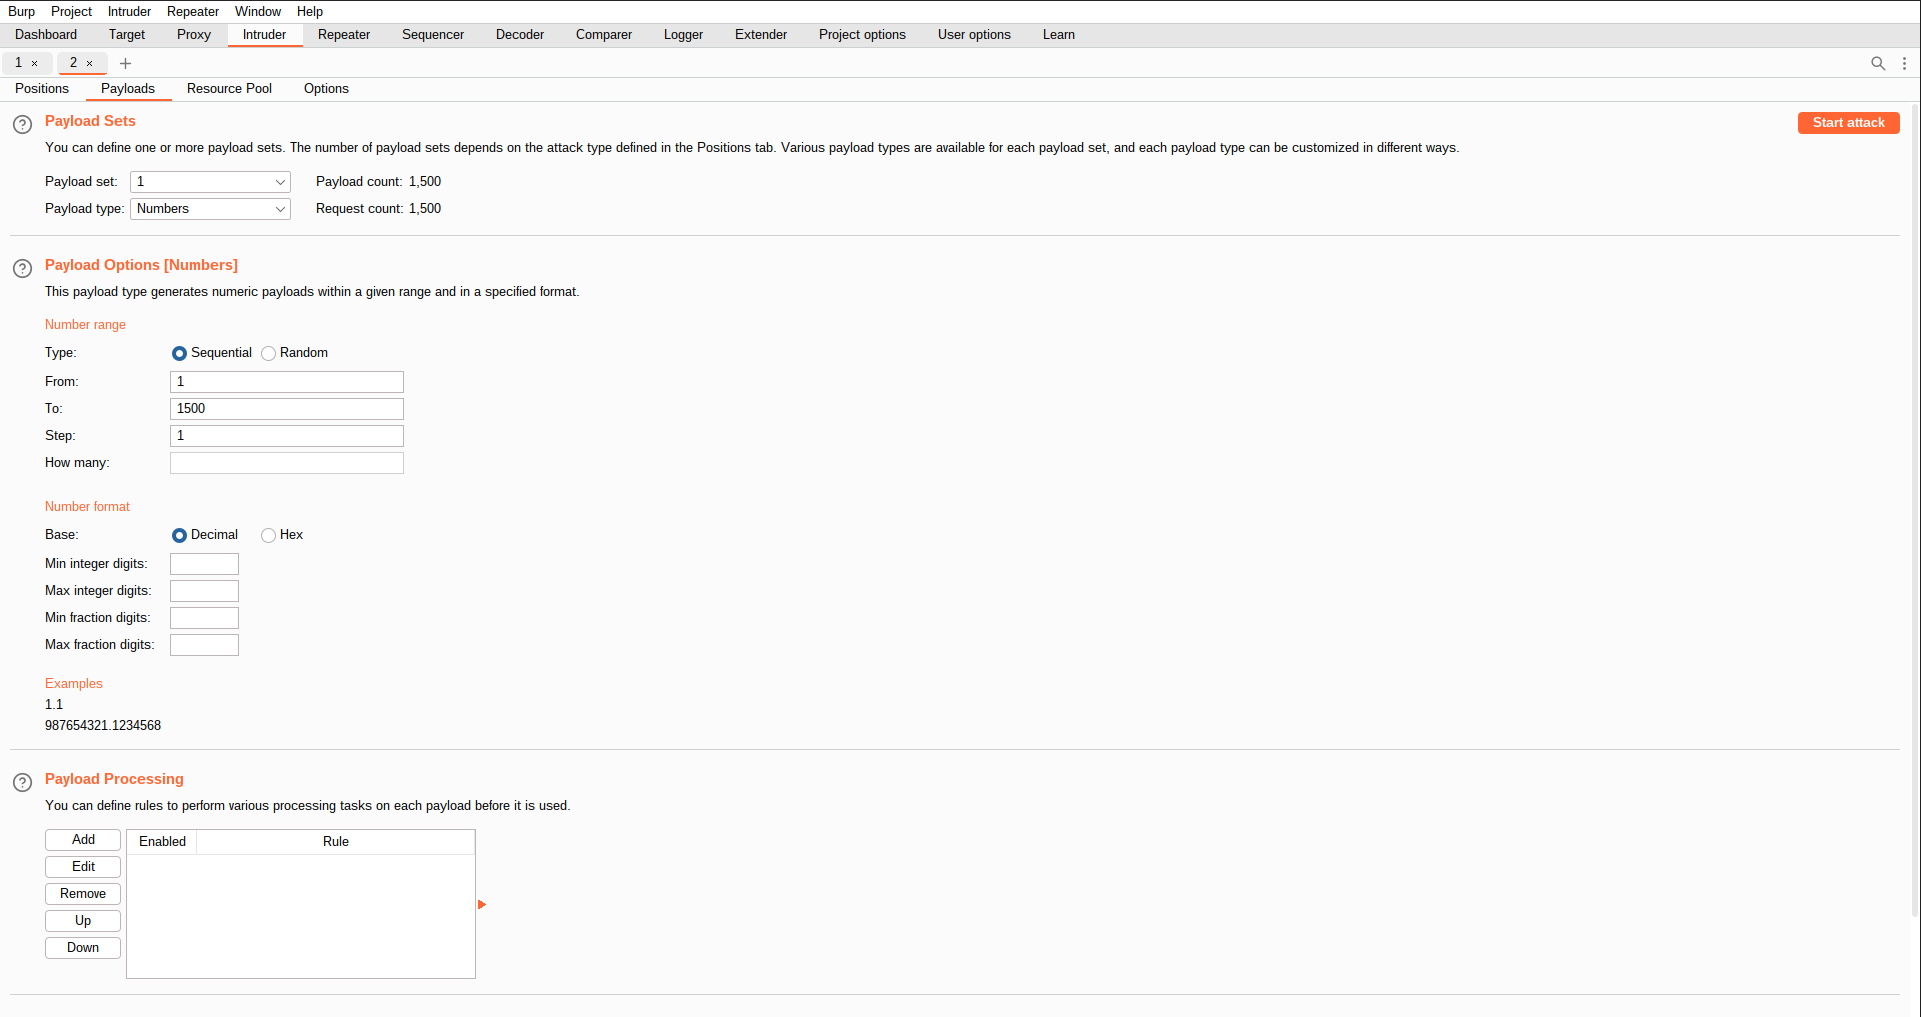 Burp Project Intruder Repeater Window Help
Dashboard Target Proxy Intruder Repeater Sequencer Decoder Comparer Logger Extender Project options User options Learn
1 × 2 × +
Positions Payloads Resource Pool Options
? Payload Sets
Start attack
You can define one or more payload sets. The number of payload sets depends on the attack type defined in the Positions tab. Various payload types are available for each payload set, and each payload type can be customized in different ways.
Payload set: 1 Payload count: 1,500
Payload type: Numbers Request count: 1,500
? Payload Options [Numbers]
This payload type generates numeric payloads within a given range and in a specified format.
Number range
Type: Sequential Random
From: 1
To: 1500
Step: 1
How many:
Number format
Base: Decimal Hex
Min integer digits:
Max integer digits:
Min fraction digits:
Max fraction digits:
Examples
1.1
987654321.1234568
? Payload Processing
You can define rules to perform various processing tasks on each payload before it is used.
Add
Enabled Rule
Edit
Remove
Up
Down